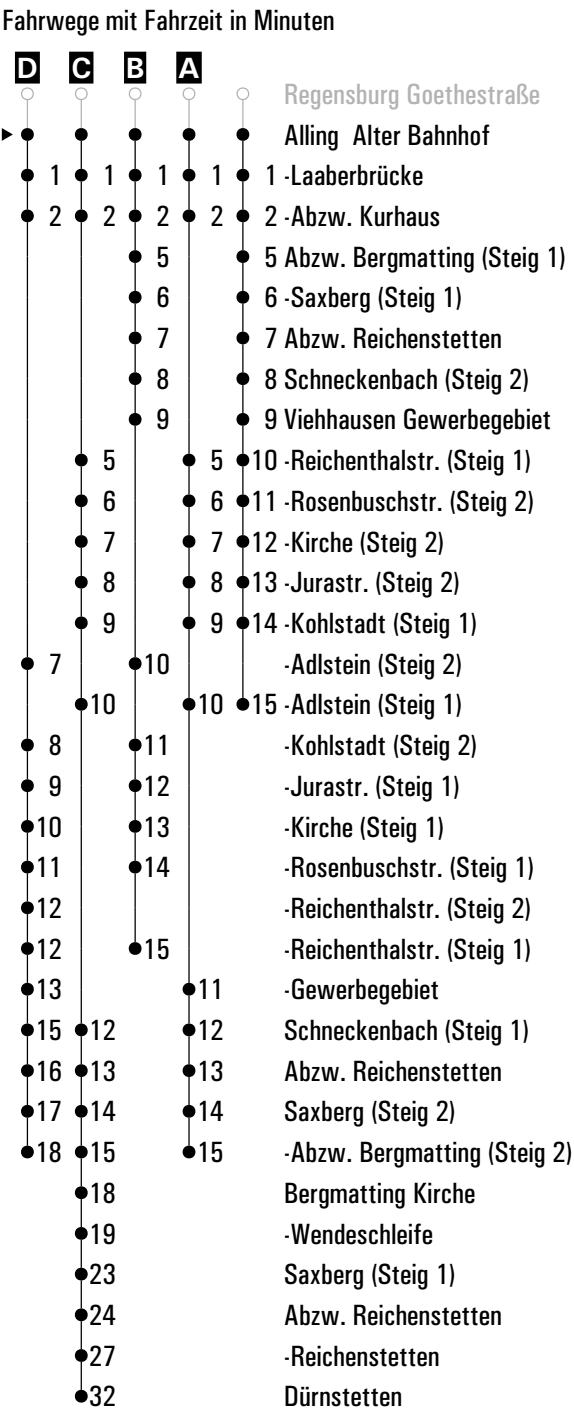 Fahrwege mit Fahrzeit in Minuten
D C B A
Regensburg Goethestraße
Alling Alter Bahnhof
1 1 1 1 1 -Laaberbrücke
2 2 2 2 2 -Abzw. Kurhaus
5 5 Abzw. Bergmatting (Steig 1)
6 6 -Saxberg (Steig 1)
7 7 Abzw. Reichenstetten
8 8 Schneckenbach (Steig 2)
9 9 Viehhausen Gewerbegebiet
5 5 10 -Reichenthalstr. (Steig 1)
6 6 11 -Rosenbuschstr. (Steig 2)
7 7 12 -Kirche (Steig 2)
8 8 13 -Jurastr. (Steig 2)
9 9 14 -Kohlstadt (Steig 1)
7 10 -Adlstein (Steig 2)
10 10 15 -Adlstein (Steig 1)
8 11 -Kohlstadt (Steig 2)
9 12 -Jurastr. (Steig 1)
10 13 -Kirche (Steig 1)
11 14 -Rosenbuschstr. (Steig 1)
12 -Reichenthalstr. (Steig 2)
12 15 -Reichenthalstr. (Steig 1)
13 11 -Gewerbegebiet
15 12 12 Schneckenbach (Steig 1)
16 13 13 Abzw. Reichenstetten
17 14 14 Saxberg (Steig 2)
18 15 15 -Abzw. Bergmatting (Steig 2)
18 Bergmatting Kirche
19 -Wendeschleife
23 Saxberg (Steig 1)
24 Abzw. Reichenstetten
27 -Reichenstetten
32 Dürnstetten